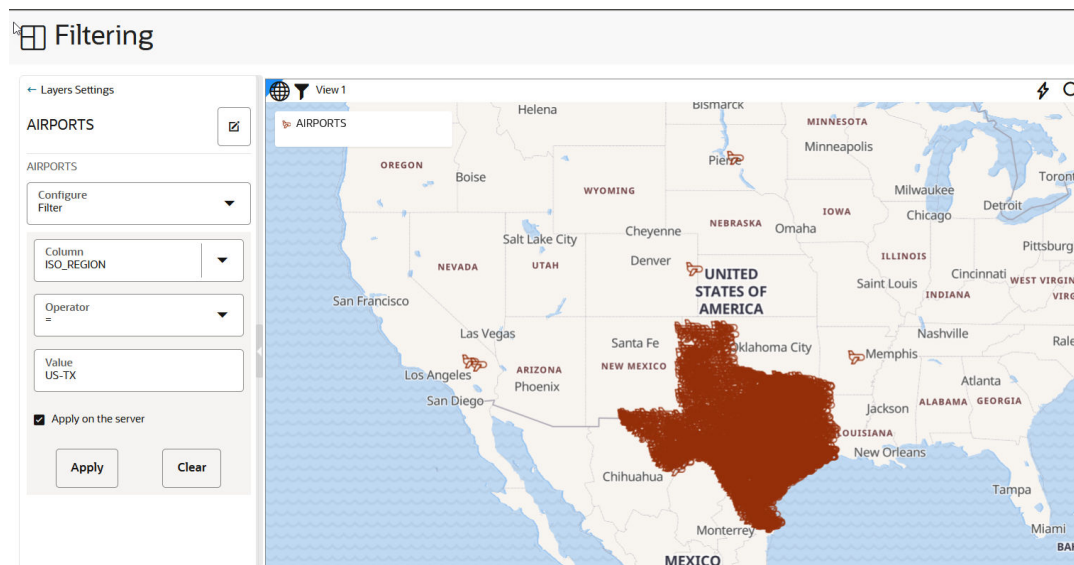 Filtering
← Layers Settings
AIRPORTS
AIRPORTS
Configure
Filter
Column
ISO_REGION
Operator
=
Value
US-TX
Apply on the server
Apply
Clear
View 1
AIRPORTS
Helena
Bismarck
MINNESOTA
Minneapolis
OREGON
Boise
Pierre
WYOMING
Milwaukee
Toront
Detroit
Chicago
IOWA
NEBRASKA
Omaha
Cheyenne
Salt Lake City
Pittsburg
NEVADA
UTAH
Denver
ILLINOIS
UNITED
STATES OF
AMERICA
Saint Louis
Cincinnati
WEST VIRGIN
INDIANA
VIRG
San Francisco
Las Vegas
Santa Fe
Oklahoma City
Nashville
Rale
Los Angeles
ARIZONA
NEW MEXICO
Memphis
Phoenix
Atlanta
San Diego
Jackson
ALABAMA
GEORGIA
LOUISIANA
New Orleans
Chihuahua
Tampa
Monterrey
Miami
BAH
MEXICO